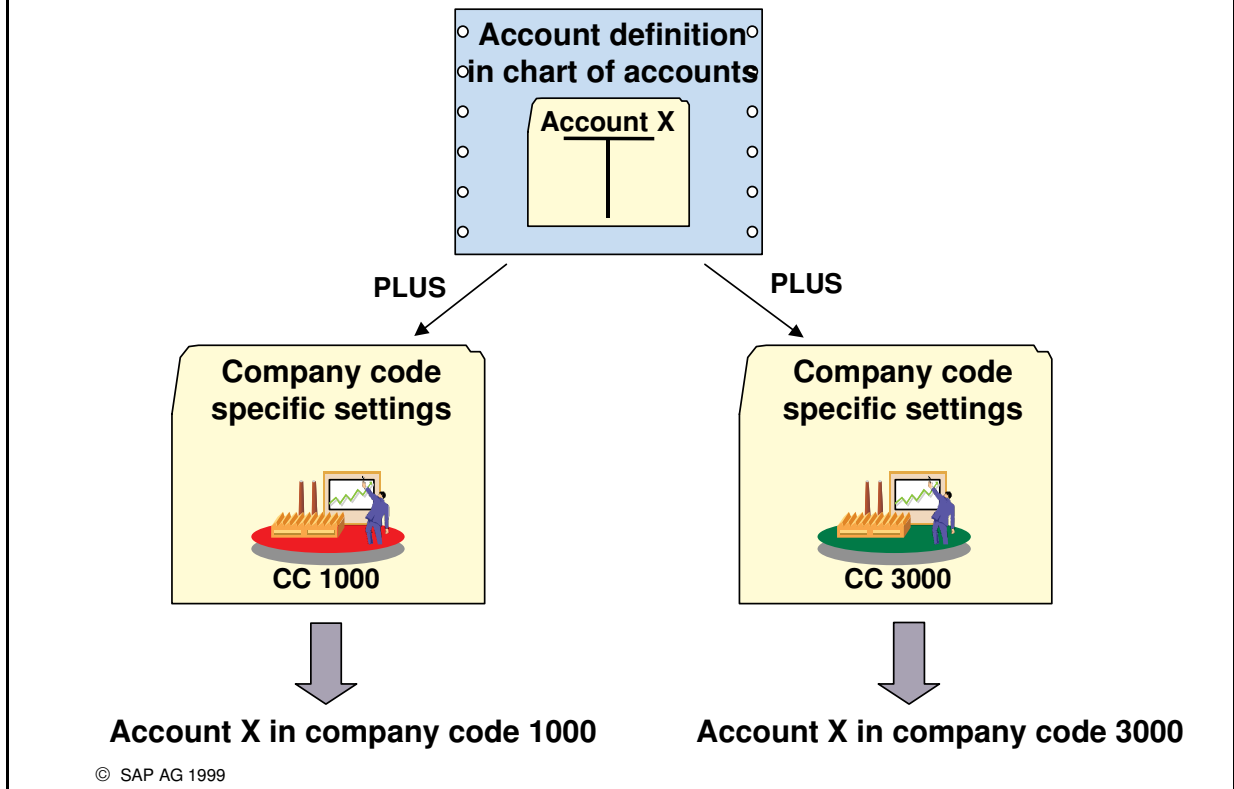 Account definition
in chart of accounts
Account X
PLUS
PLUS
Company code
specific settings
CC 1000
Company code
specific settings
CC 3000
Account X in company code 1000
Account X in company code 3000
© SAP AG 1999